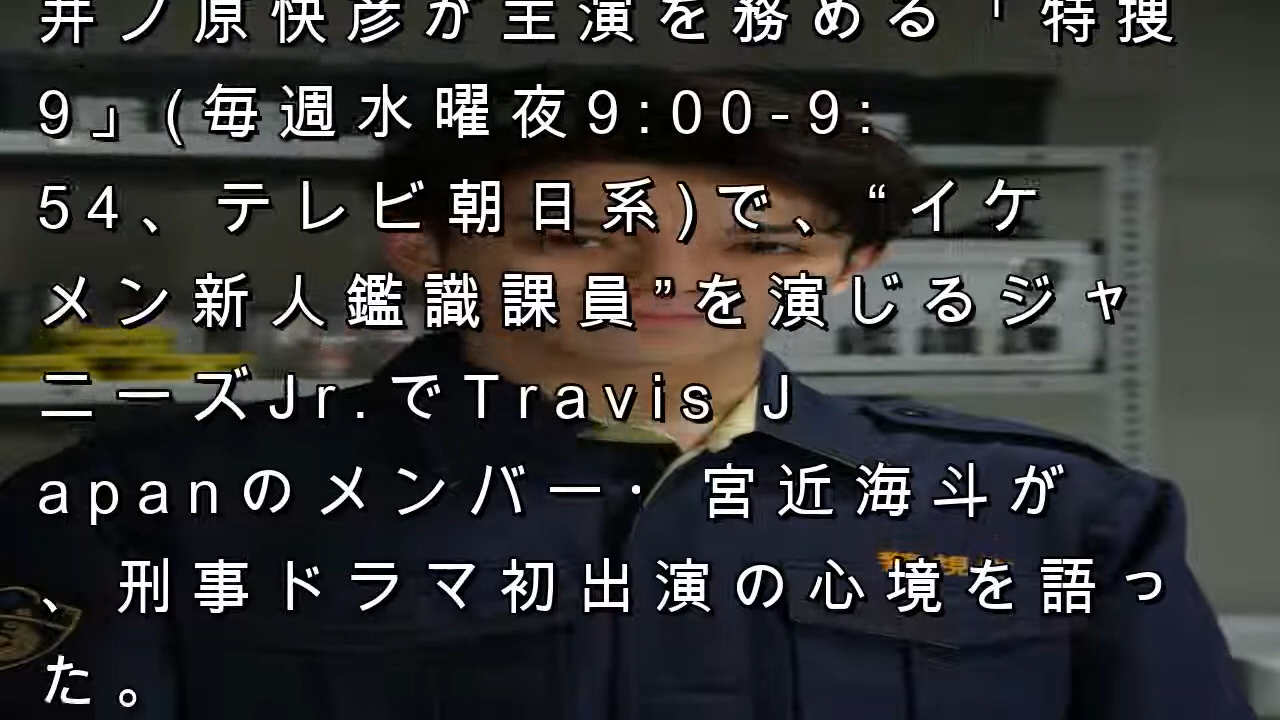 井ノ原快彦が主演を務める「特捜
9」(毎週水曜夜9:00-9:
54、テレビ朝日系)で、“イケ
メン新人鑑識課員”を演じるジャ
ニーズJr.でTravis J
apanのメンバー・宮近海斗が
、刑事ドラマ初出演の心境を語っ
た。